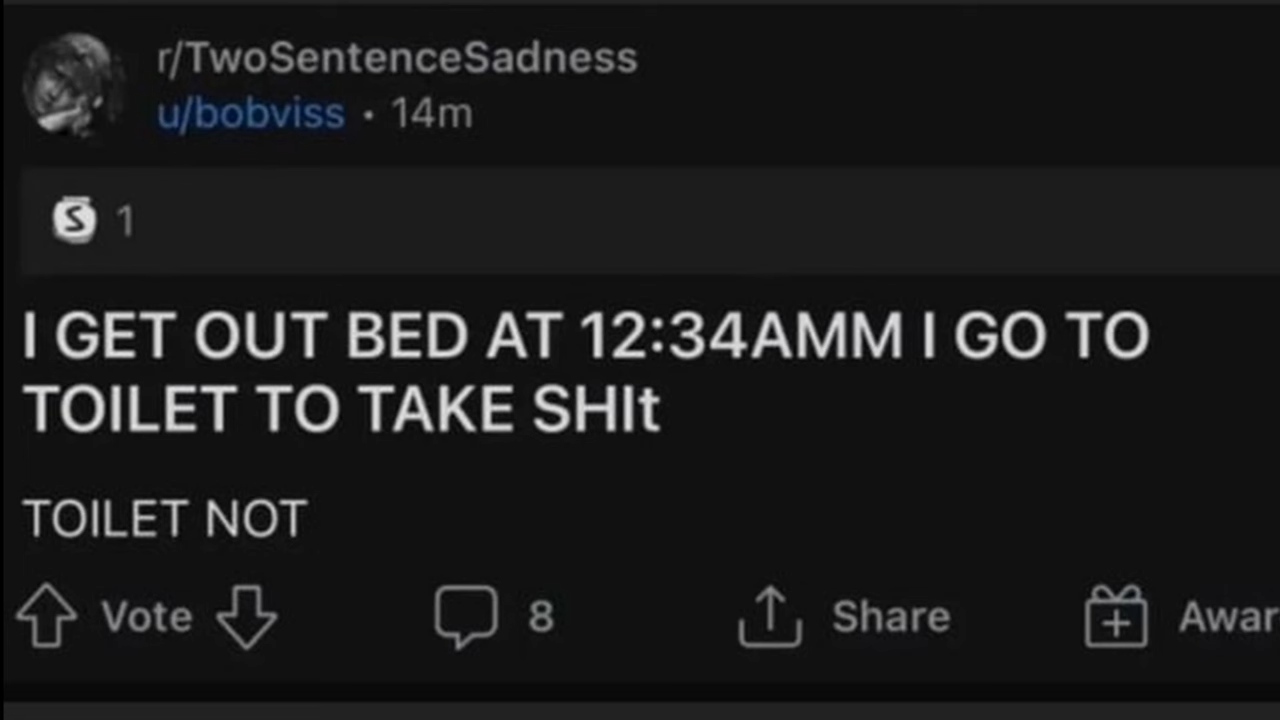 r/TwoSentenceSadness
u/bobviss • 14m
S 1
I GET OUT BED AT 12:34AMM I GO TO
TOILET TO TAKE SHIt
TOILET NOT
Vote 8 Share Awar